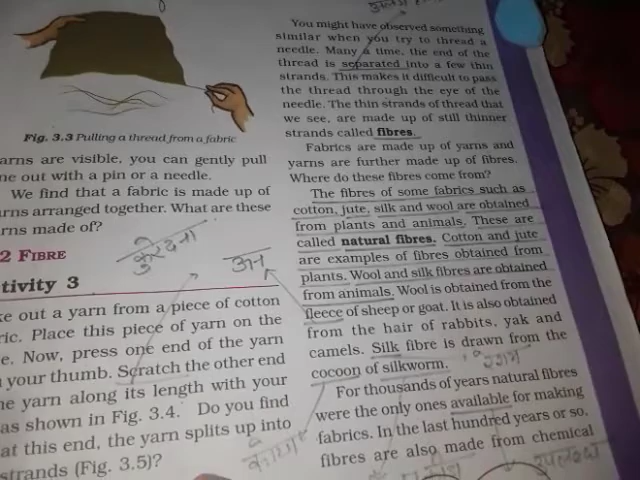 Fig. 3.3 Pulling a thread from a fabric
arns are visible, you can gently pull
ne out with a pin or a needle.
We find that a fabric is made up of
arns arranged together. What are these
rns made of?
2 FIBRE
tivity 3
ke out a yarn from a piece of cotton
ric. Place this piece of yarn on the
e. Now, press one end of the yarn
your thumb. Scratch the other end
he yarn along its length with your
as shown in Fig. 3.4. Do you find
at this end, the yarn splits up into
strands (Fig. 3.5)?
कुरेदना
ऊन
You might have observed something
similar when you try to thread a
needle. Many a time, the end of the
thread is separated into a few thin
strands. This makes it difficult to pass
the thread through the eye of the
needle. The thin strands of thread that
we see, are made up of still thinner
strands called fibres.
Fabrics are made up of yarns and
yarns are further made up of fibres.
Where do these fibres come from?
The fibres of some fabrics such as
cotton, jute, silk and wool are obtained
from plants and animals. These are
called natural fibres. Cotton and jute
are examples of fibres obtained from
plants. Wool and silk fibres are obtained
from animals. Wool is obtained from the
fleece of sheep or goat. It is also obtained
from the hair of rabbits, yak and
camels. Silk fibre is drawn from the
cocoon of silkworm.
रेशम
For thousands of years natural fibres
were the only ones available for making
fabrics. In the last hundred years or so,
fibres are also made from chemical
उपलब्ध